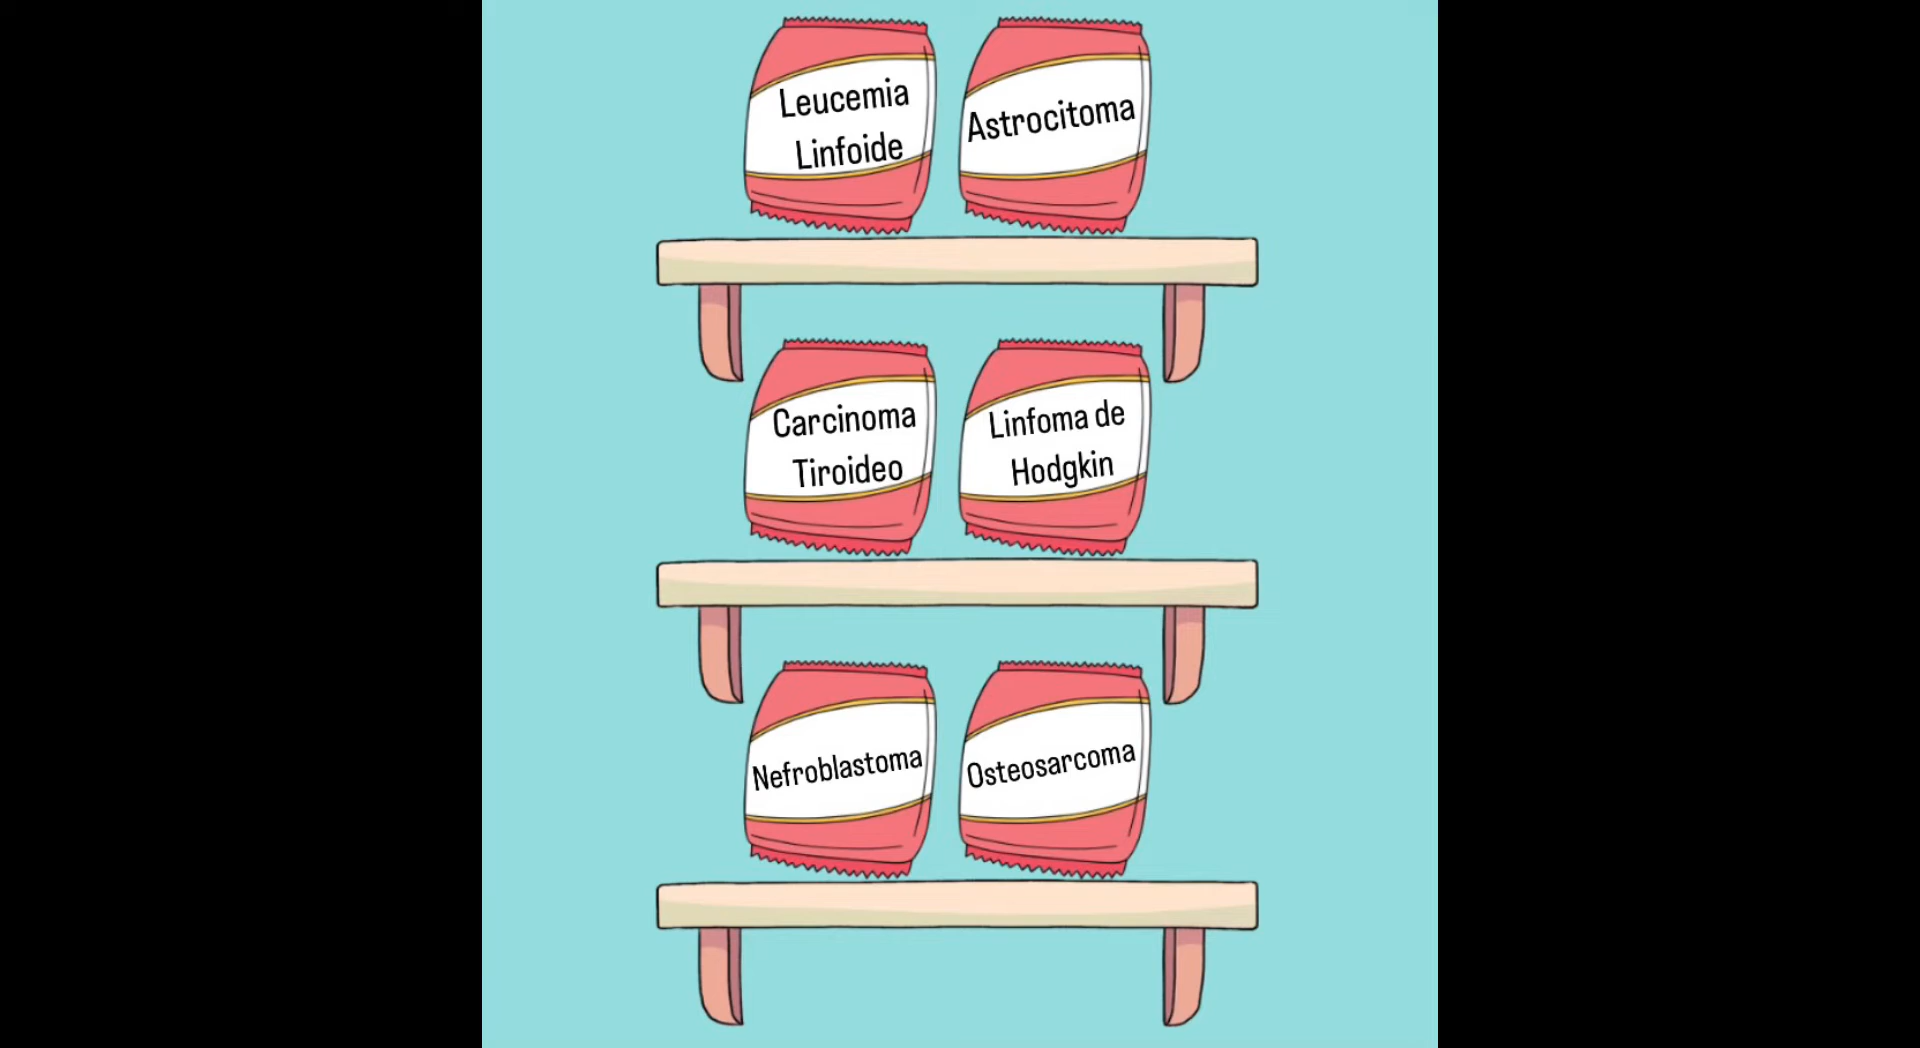 Leucemia
Linfoide
Astrocitoma
Carcinoma
Tiroideo
Linfoma de
Hodgkin
Nefroblastoma
Osteosarcoma